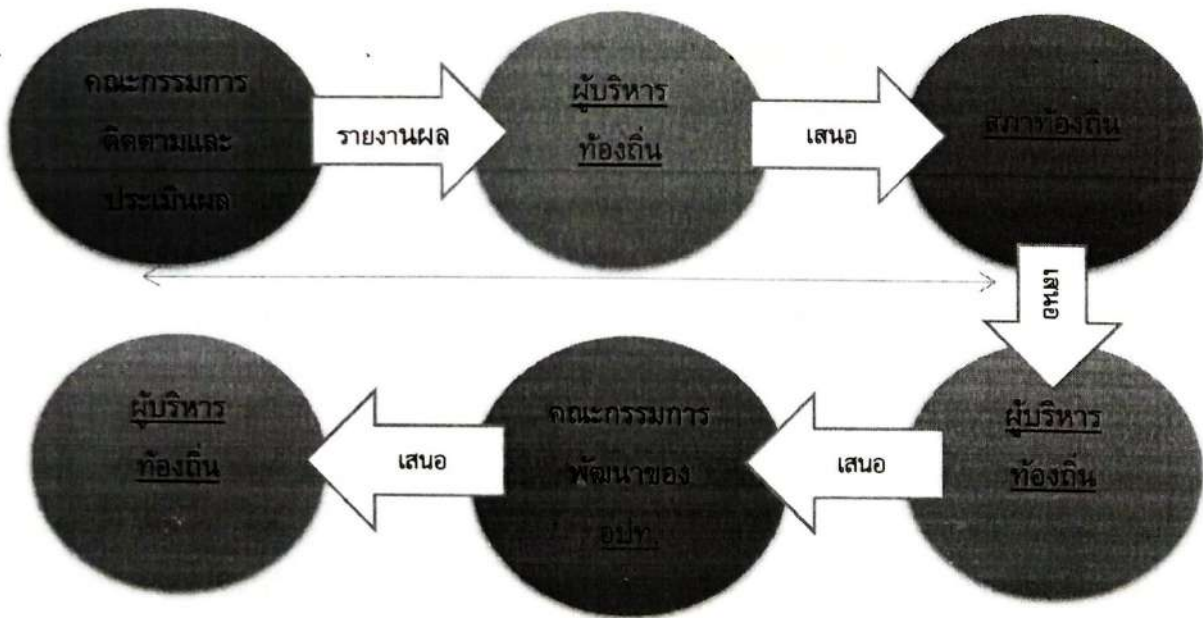 คณะกรรมการ
ติดตามและ
ประเมินผล
รายงานผล
ผู้บริหาร
ท้องถิ่น
เสนอ
สภาท้องถิ่น
เสนอ
ผู้บริหาร
ท้องถิ่น
เสนอ
คณะกรรมการ
พัฒนาของ
อปท.
เสนอ
ผู้บริหาร
ท้องถิ่น